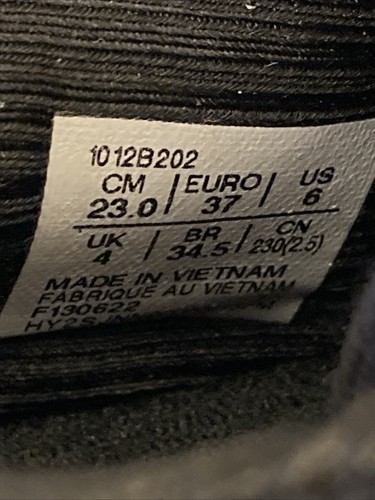 1012B202
CM / EURO / US
23.0 / 37 / 6
UK / BR / CN
4 / 34.5 / 230(2.5)
MADE IN VIETNAM
FABRIQUE AU VIETNAM
F130622